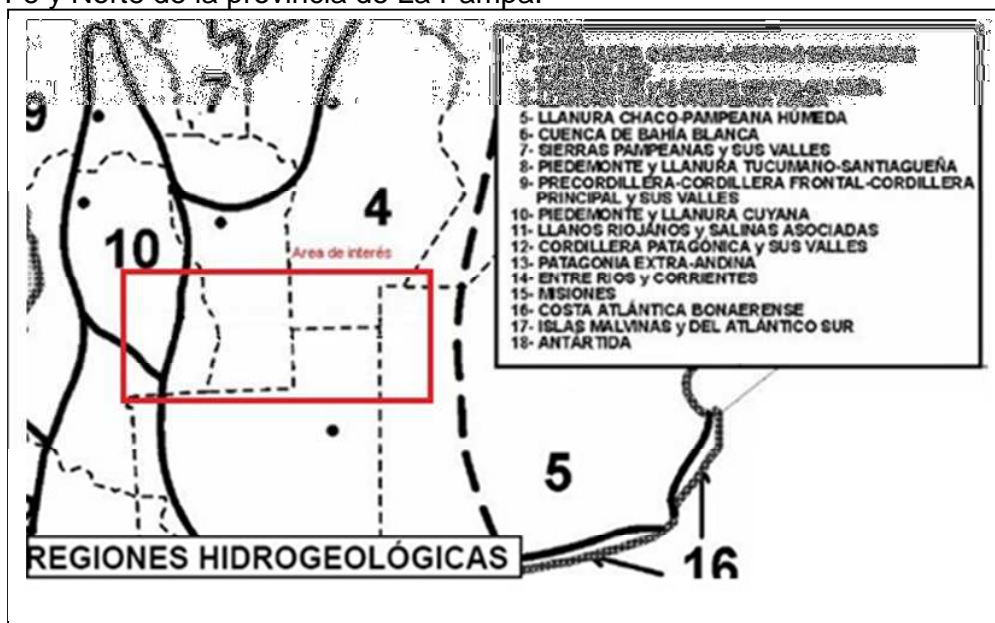 y Norte de la provincia de La Pampa.
9
7
4
10
Area de interés
5- LLANURA CHACO-PAMPEANA HÚMEDA
6- CUENCA DE BAHÍA BLANCA
7- SIERRAS PAMPEANAS y SUS VALLES
8- PIEDEMONTE y LLANURA TUCUMANO-SANTIAGUEÑA
9- PRECORDILLERA-CORDILLERA FRONTAL-CORDILLERA
PRINCIPAL y SUS VALLES
10- PIEDEMONTE y LLANURA CUYANA
11- LLANOS RIOJANOS y SALINAS ASOCIADAS
12- CORDILLERA PATAGÓNICA y SUS VALLES
13- PATAGONIA EXTRA-ANDINA
14- ENTRE RIOS y CORRIENTES
15- MISIONES
16- COSTA ATLÁNTICA BONAERENSE
17- ISLAS MALVINAS y DEL ATLÁNTICO SUR
18- ANTÁRTIDA
5
16
REGIONES HIDROGEOLÓGICAS